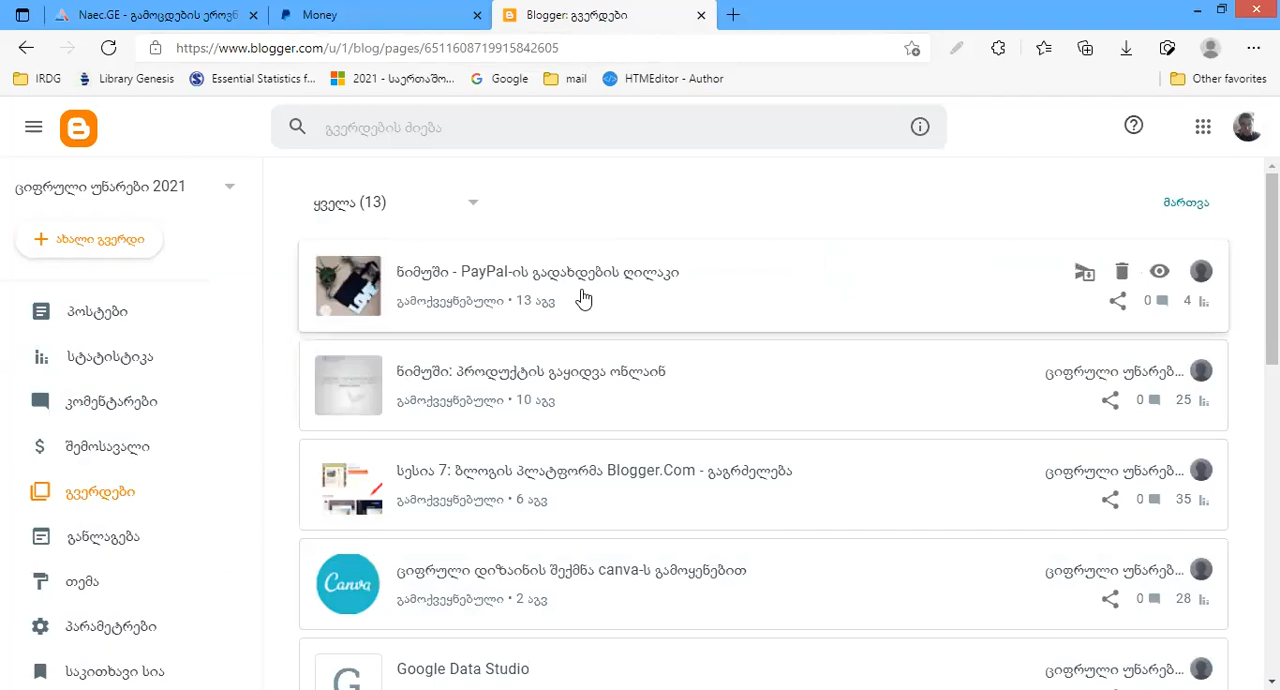 Naec.GE - გამოცდების ეროვნ
Money
Blogger: გვერდები
https://www.blogger.com/u/1/blog/pages/6511608719915842605
IRDG
Library Genesis
Essential Statistics f...
2021 - საერთაშო...
Google
mail
HTMEditor - Author
Other favorites
გვერდების ძიება
ციფრული უნარები 2021
ყველა (13)
მართვა
+ ახალი გვერდი
ნიმუში - PayPal-ის გადახდების ღილაკი
გამოქვეყნებული • 13 აგვ
0
4
პოსტები
სტატისტიკა
კომენტარები
შემოსავალი
გვერდები
განლაგება
თემა
პარამეტრები
საკითხავი სია
ნიმუში: პროდუქტის გაყიდვა ონლაინ
ციფრული უნარებ...
გამოქვეყნებული • 10 აგვ
0
25
სესია 7: ბლოგის პლატფორმა Blogger.Com - გაგრძელება
ციფრული უნარებ...
გამოქვეყნებული • 6 აგვ
0
35
Canva
ციფრული დიზაინის შექმნა canva-ს გამოყენებით
ციფრული უნარებ...
გამოქვეყნებული • 2 აგვ
0
28
G
Google Data Studio
ციფრული უნარებ...